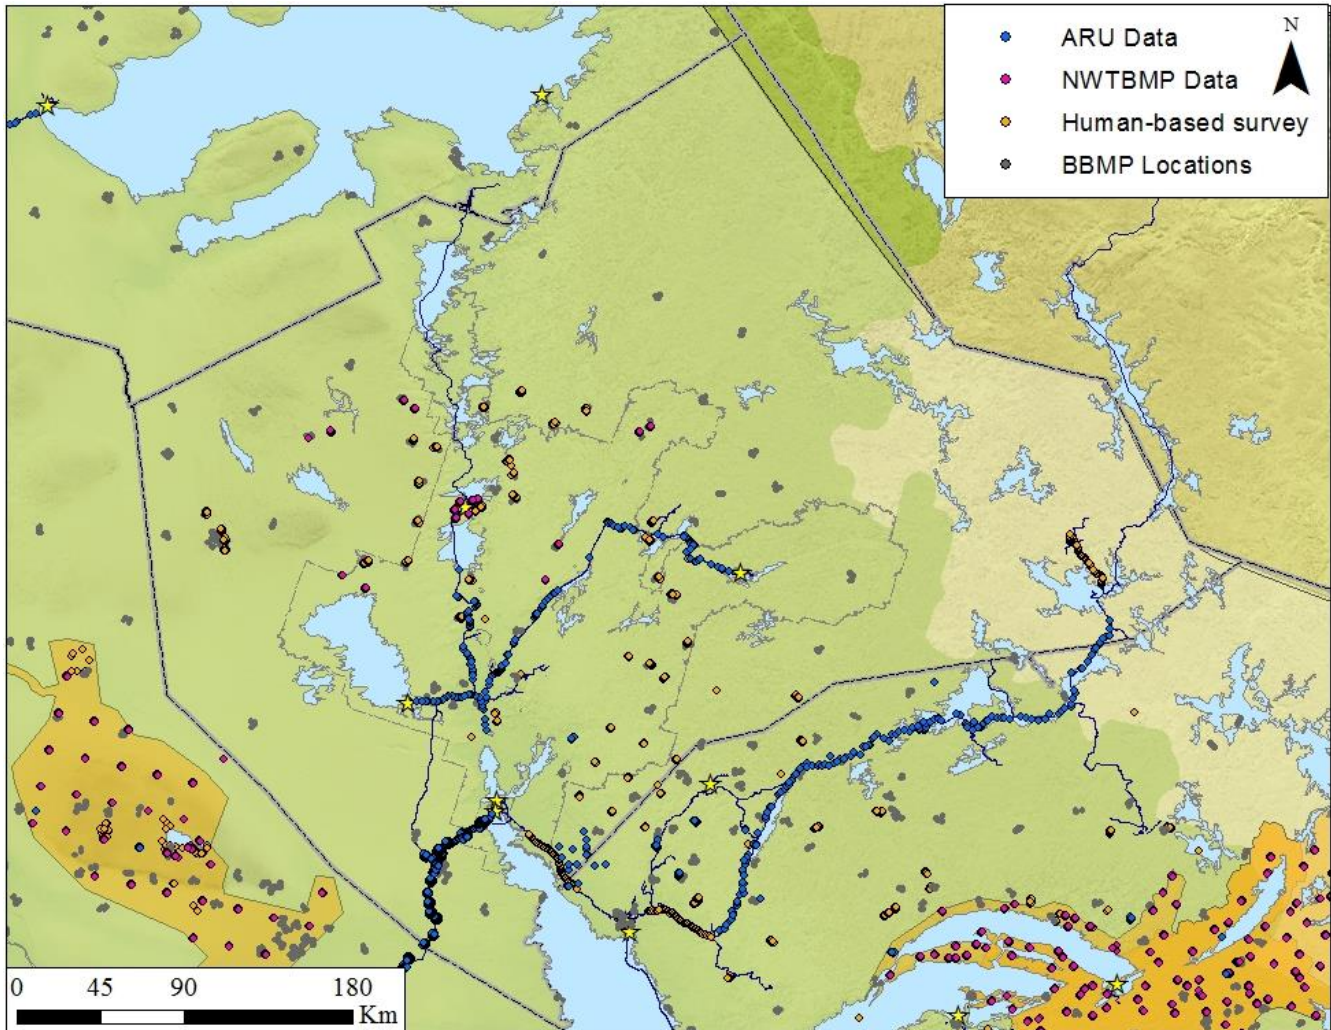 N
ARU Data
NWTBMP Data
Human-based survey
BBMP Locations
0 45 90 180
Km